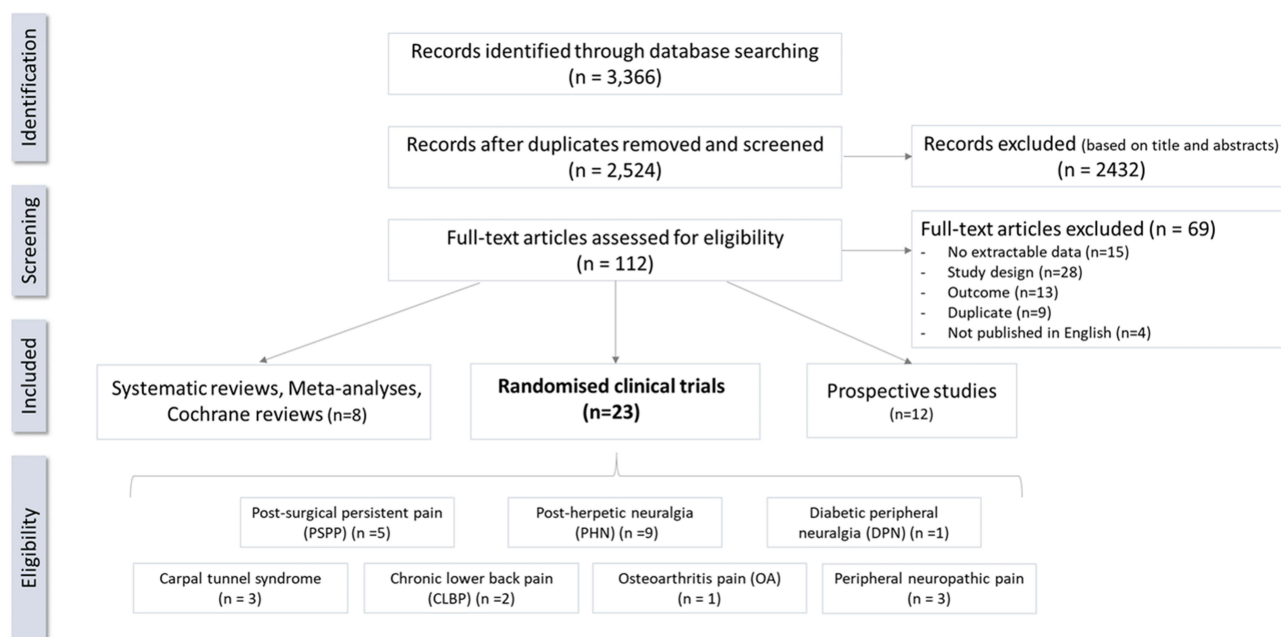 Identification
Records identified through database searching
(n = 3,366)
Records after duplicates removed and screened
(n = 2,524)
Records excluded (based on title and abstracts)
n = 2432)
Screening
Full-text articles assessed for eligibility
(n = 112)
Full-text articles excluded (n = 69)
- No extractable data (n=15)
- Study design (n=28)
- Outcome (n=13)
- Duplicate (n=9)
- Not published in English (n=4)
Included
Systematic reviews, Meta-analyses,
Cochrane reviews (n=8)
Randomised clinical trials
(n=23)
Prospective studies
(n=12)
Eligibility
Post-surgical persistent pain
(PSPP) (n =5)
Post-herpetic neuralgia
(PHN) (n =9)
Diabetic peripheral
neuralgia (DPN) (n =1)
Carpal tunnel syndrome
(n = 3)
Chronic lower back pain
(CLBP) (n =2)
Osteoarthritis pain (OA)
(n = 1)
Peripheral neuropathic pain
(n = 3)